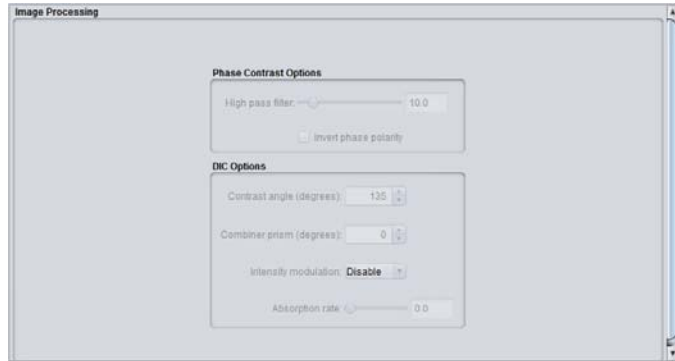 Image Processing
Phase Contrast Options
High pass filter: 10.0
Invert phase polarity
DIC Options
Contrast angle (degrees): 135
Combiner prism (degrees): 0
Intensity modulation: Disable
Absorption rate: 0.0